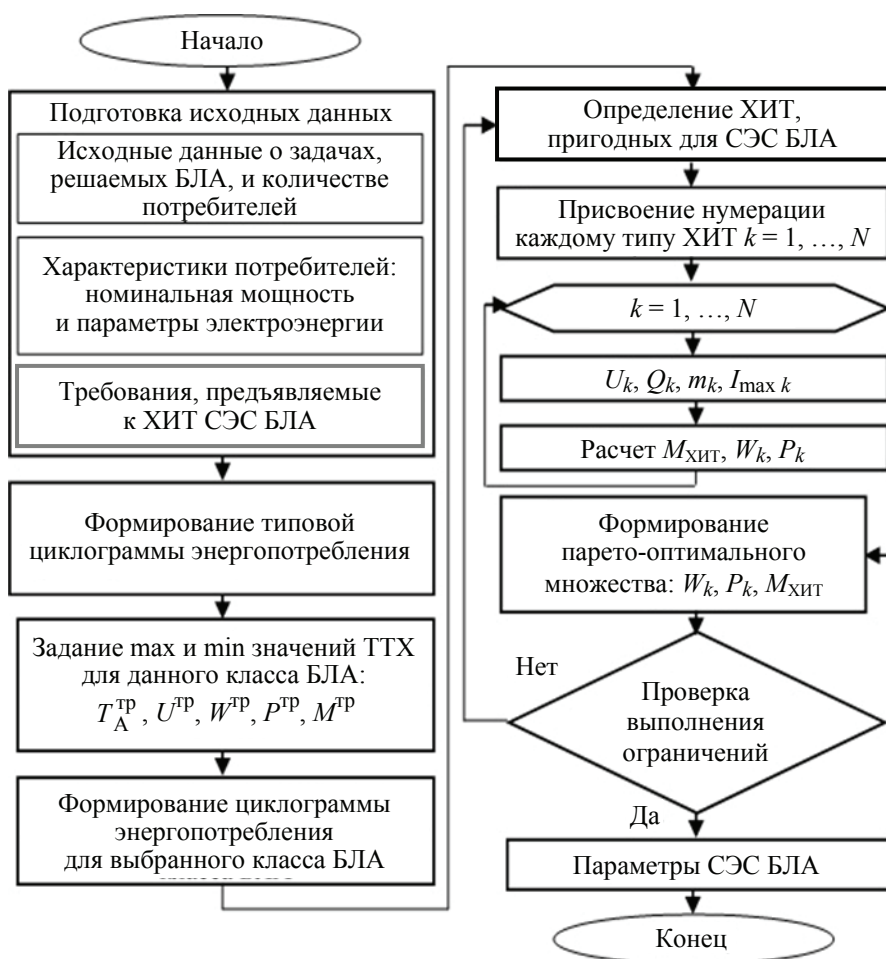 Начало
Подготовка исходных данных
Исходные данные о задачах,
решаемых БЛА, и количестве
потребителей
Характеристики потребителей:
номинальная мощность
и параметры электроэнергии
Требования, предъявляемые
к ХИТ СЭС БЛА
Формирование типовой
циклограммы энергопотребления
Задание max и min значений ТТХ
для данного класса БЛА:
T_A^тр, U^тр, W^тр, P^тр, M^тр
Формирование циклограммы
энергопотребления
для выбранного класса БЛА
Определение ХИТ,
пригодных для СЭС БЛА
Присвоение нумерации
каждому типу ХИТ k = 1, …, N
k = 1, …, N
U_k, Q_k, m_k, I_max k
Расчет M_ХИТ, W_k, P_k
Формирование
парето-оптимального
множества: W_k, P_k, M_ХИТ
Нет
Проверка
выполнения
ограничений
Да
Параметры СЭС БЛА
Конец